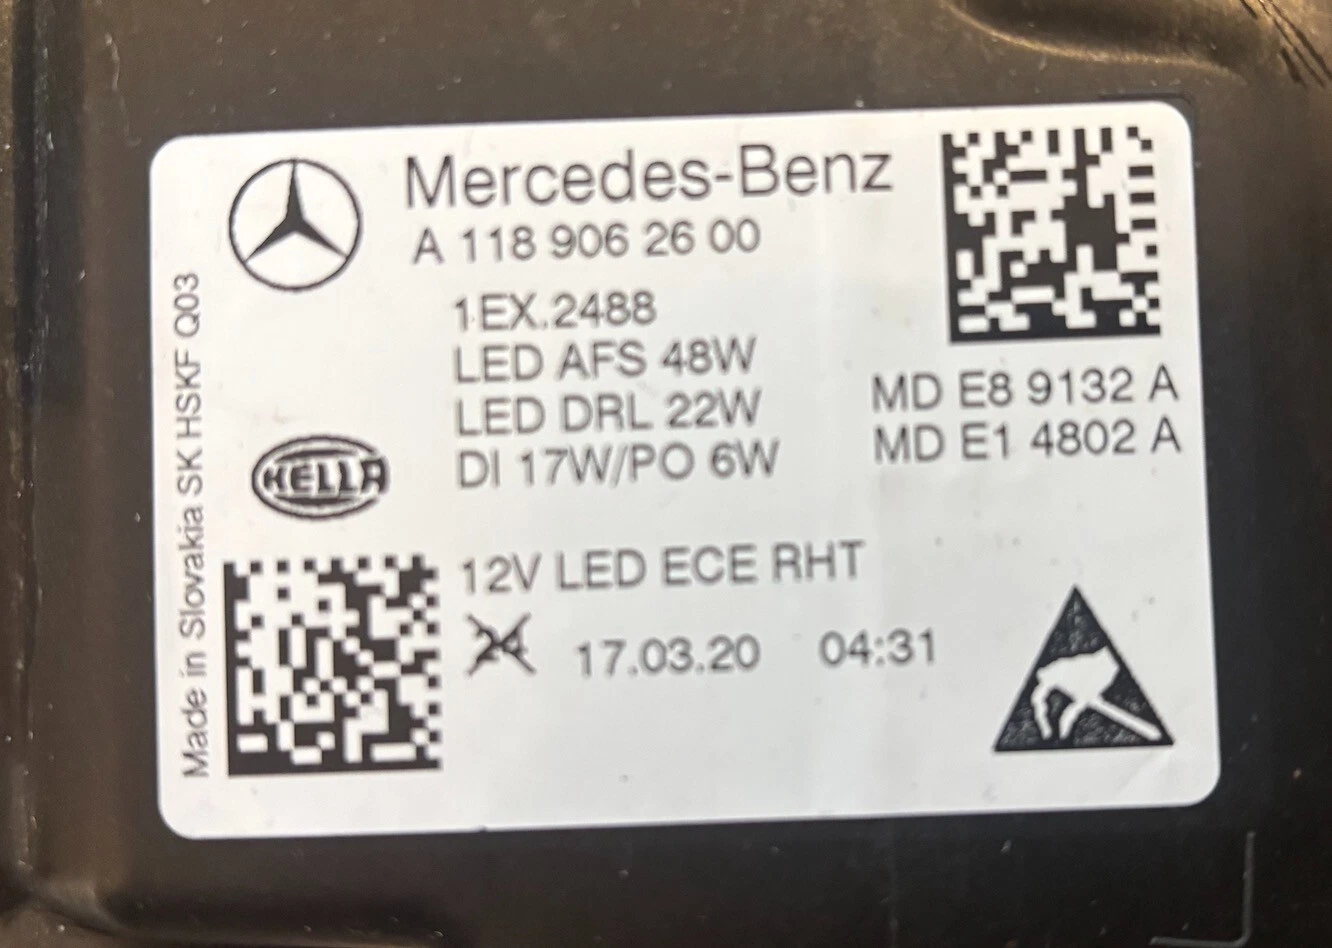 Mercedes-Benz
A 118 906 26 00
1EX.2488
LED AFS 48W
LED DRL 22W
DI 17W/PO 6W
MD E8 9132 A
MD E1 4802 A
HELLA
12V LED ECE RHT
24 17.03.20 04:31
Made in Slovakia SK HSKF Q03